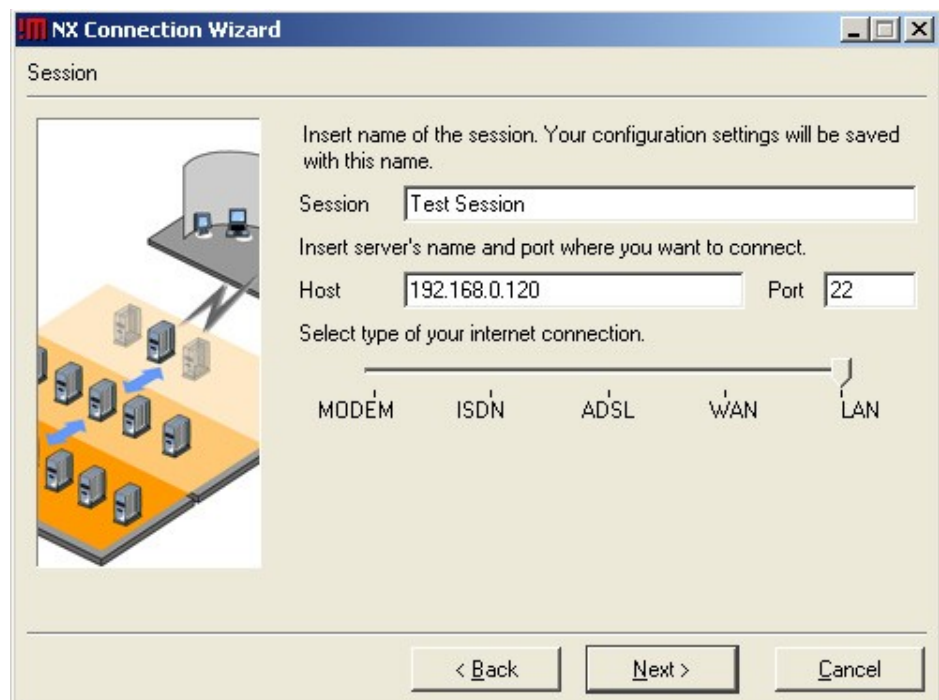 !M NX Connection Wizard
Session
Insert name of the session. Your configuration settings will be saved
with this name.
Session Test Session
Insert server's name and port where you want to connect.
Host 192.168.0.120 Port 22
Select type of your internet connection.
MODEM ISDN ADSL WAN LAN
< Back Next > Cancel